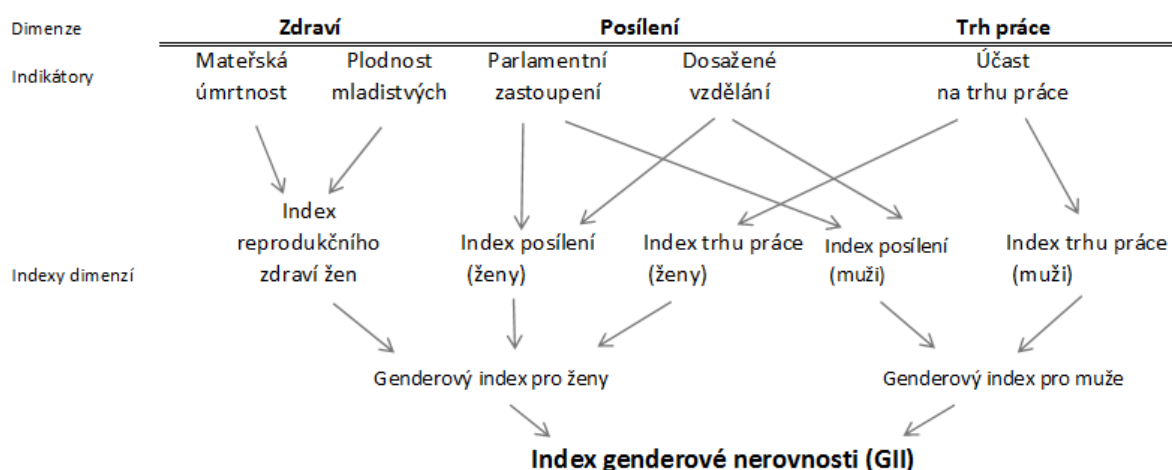 Dimenze Zdraví Posílení Trh práce
Indikátory
Mateřská úmrtnost
Plodnost mladistvých
Parlamentní zastoupení
Dosažené vzdělání
Účast na trhu práce
Indexy dimenzí
Index reprodukčního zdraví žen
Index posílení (ženy)
Index trhu práce (ženy)
Index posílení (muži)
Index trhu práce (muži)
Genderový index pro ženy
Genderový index pro muže
Index genderové nerovnosti (GII)